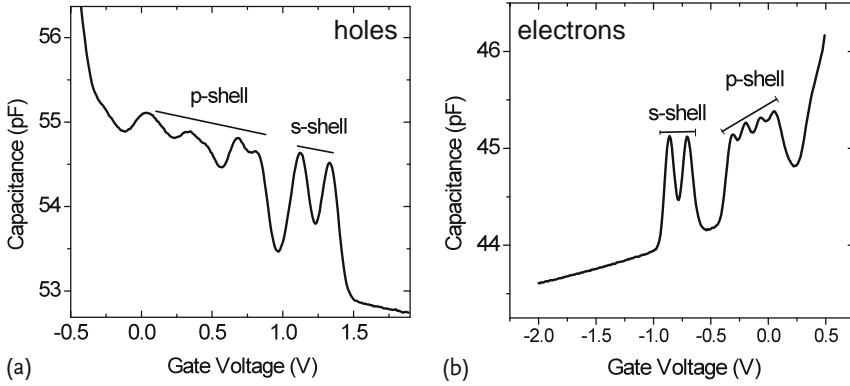 holes
p-shell
s-shell
56
55
54
53
Capacitance (pF)
-0.5 0.0 0.5 1.0 1.5
Gate Voltage (V)
(a)
electrons
p-shell
s-shell
46
45
44
Capacitance (pF)
-2.0 -1.5 -1.0 -0.5 0.0 0.5
Gate Voltage (V)
(b)